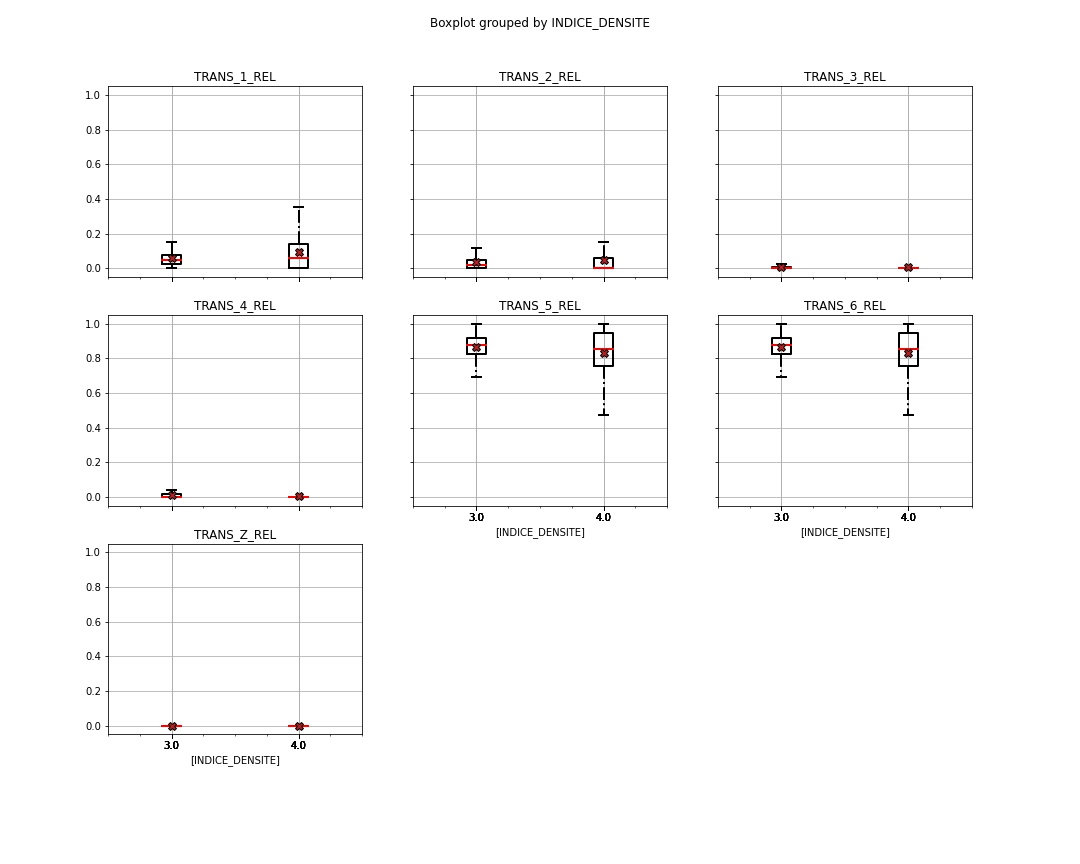 Boxplot grouped by INDICE_DENSITE
TRANS_1_REL
TRANS_2_REL
TRANS_3_REL
1.0
0.8
0.6
0.4
0.2
0.0
TRANS_4_REL
TRANS_5_REL
TRANS_6_REL
1.0
0.8
0.6
0.4
0.2
0.0
3.0
4.0
3.0
4.0
[INDICE_DENSITE]
[INDICE_DENSITE]
TRANS_Z_REL
1.0
0.8
0.6
0.4
0.2
0.0
3.0
4.0
[INDICE_DENSITE]